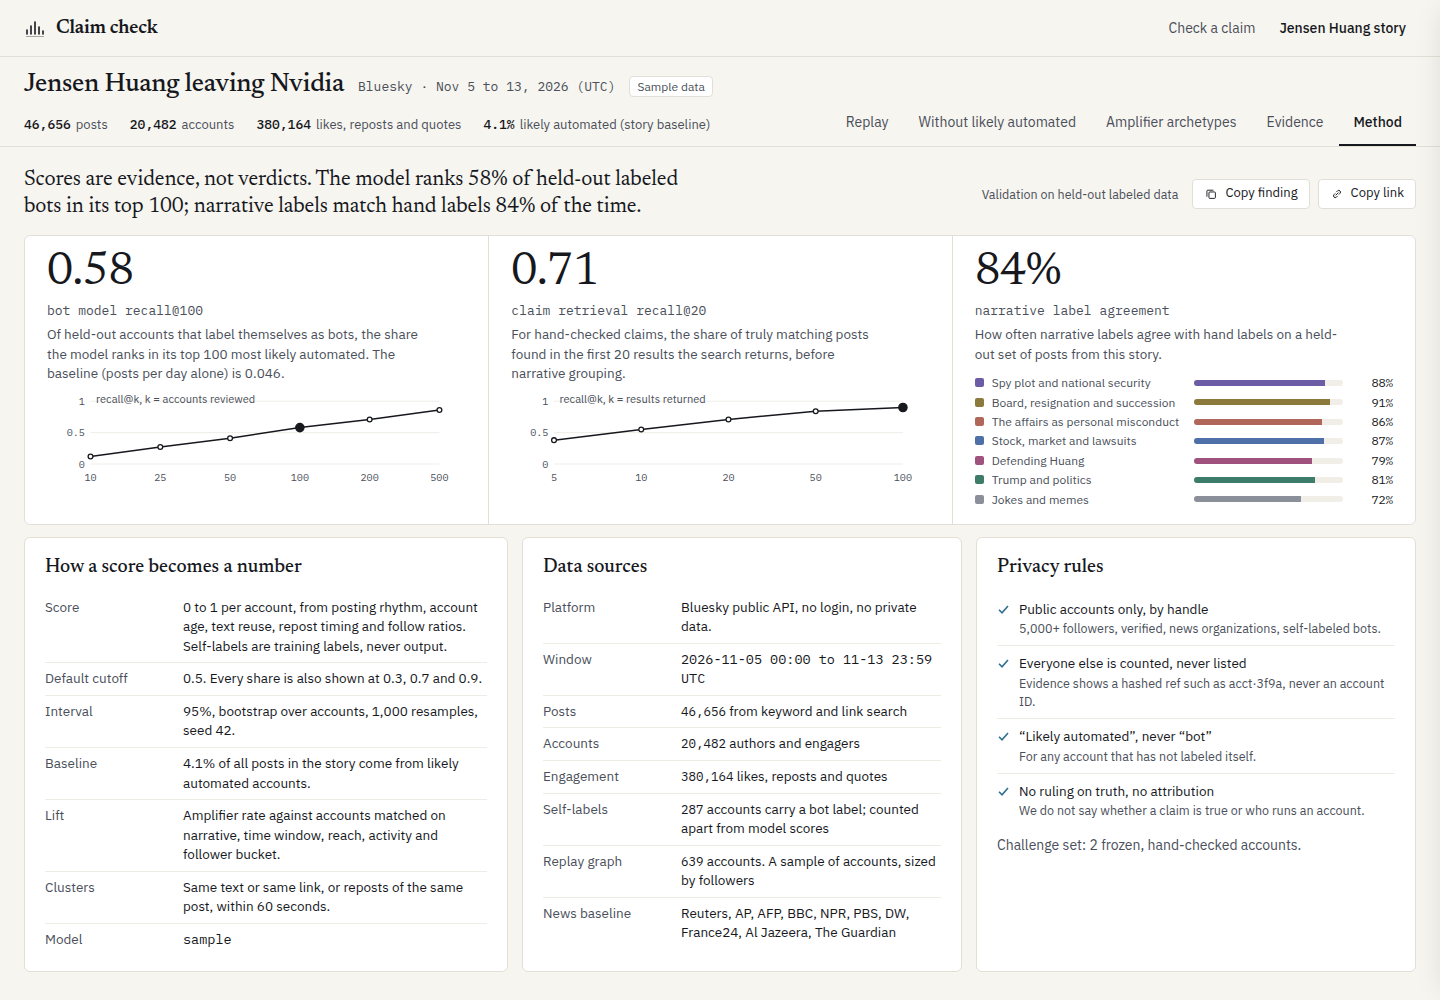 Claim check
Check a claim
Jensen Huang story
Jensen Huang leaving Nvidia
Bluesky · Nov 5 to 13, 2026 (UTC)
Sample data
46,656 posts
20,482 accounts
380,164 likes, reposts and quotes
4.1% likely automated (story baseline)
Replay
Without likely automated
Amplifier archetypes
Evidence
Method
Scores are evidence, not verdicts. The model ranks 58% of held-out labeled
bots in its top 100; narrative labels match hand labels 84% of the time.
Validation on held-out labeled data
Copy finding
Copy link
0.58
bot model recall@100
Of held-out accounts that label themselves as bots, the share
the model ranks in its top 100 most likely automated. The
baseline (posts per day alone) is 0.046.
recall@k, k = accounts reviewed
1
0.5
0
10 25 50 100 200 500
0.71
claim retrieval recall@20
For hand-checked claims, the share of truly matching posts
found in the first 20 results the search returns, before
narrative grouping.
recall@k, k = results returned
1
0.5
0
5 10 20 50 100
84%
narrative label agreement
How often narrative labels agree with hand labels on a held-
out set of posts from this story.
Spy plot and national security 88%
Board, resignation and succession 91%
The affairs as personal misconduct 86%
Stock, market and lawsuits 87%
Defending Huang 79%
Trump and politics 81%
Jokes and memes 72%
How a score becomes a number
Score
0 to 1 per account, from posting rhythm, account
age, text reuse, repost timing and follow ratios.
Self-labels are training labels, never output.
Default cutoff
0.5. Every share is also shown at 0.3, 0.7 and 0.9.
Interval
95%, bootstrap over accounts, 1,000 resamples,
seed 42.
Baseline
4.1% of all posts in the story come from likely
automated accounts.
Lift
Amplifier rate against accounts matched on
narrative, time window, reach, activity and
follower bucket.
Clusters
Same text or same link, or reposts of the same
post, within 60 seconds.
Model
sample
Data sources
Platform
Bluesky public API, no login, no private
data.
Window
2026-11-05 00:00 to 11-13 23:59
UTC
Posts
46,656 from keyword and link search
Accounts
20,482 authors and engagers
Engagement
380,164 likes, reposts and quotes
Self-labels
287 accounts carry a bot label; counted
apart from model scores
Replay graph
639 accounts. A sample of accounts, sized
by followers
News baseline
Reuters, AP, AFP, BBC, NPR, PBS, DW,
France24, Al Jazeera, The Guardian
Privacy rules
Public accounts only, by handle
5,000+ followers, verified, news organizations, self-labeled bots.
Everyone else is counted, never listed
Evidence shows a hashed ref such as acct·3f9a, never an account
ID.
“Likely automated”, never “bot”
For any account that has not labeled itself.
No ruling on truth, no attribution
We do not say whether a claim is true or who runs an account.
Challenge set: 2 frozen, hand-checked accounts.